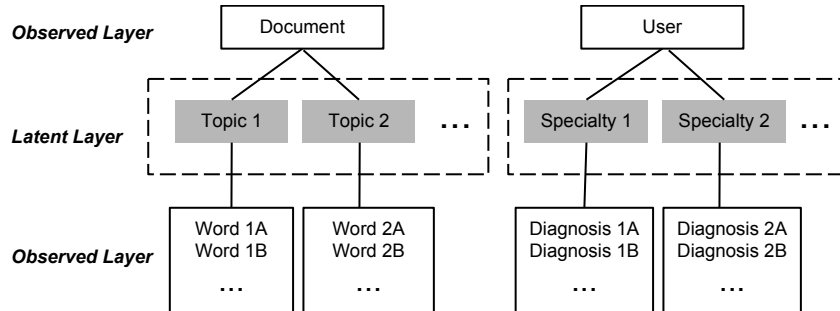 Observed Layer Document User
Latent Layer Topic 1 Topic 2 ... Specialty 1 Specialty 2 ...
Observed Layer
Word 1A
Word 1B
...
Word 2A
Word 2B
...
Diagnosis 1A
Diagnosis 1B
...
Diagnosis 2A
Diagnosis 2B
...